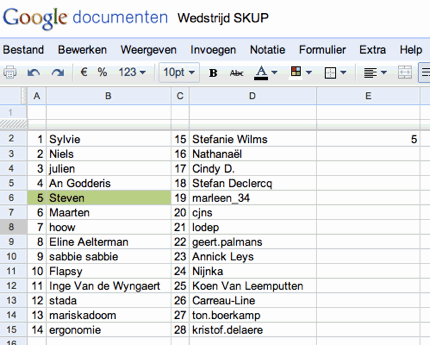 Google documenten Wedstrijd SKUP
Bestand Bewerken Weergeven Invoegen Notatie Formulier Extra Help
€ % 123 10pt B Abc A
A B C D E
1
2 1 Sylvie 15 Stefanie Wilms 5
3 2 Niels 16 Nathanaël
4 3 julien 17 Cindy D.
5 4 An Godderis 18 Stefan Declercq
6 5 Steven 19 marleen_34
7 6 Maarten 20 cjns
8 7 hoow 21 lodep
9 8 Eline Aelterman 22 geert.palmans
10 9 sabbie sabbie 23 Annick Leys
11 10 Flapsy 24 Nijnka
12 11 Inge Van de Wyngaert 25 Koen Van Leemputten
13 12 stada 26 Carreau-Line
14 13 mariskadoom 27 ton.boerkamp
15 14 ergonomie 28 kristof.delaere
16